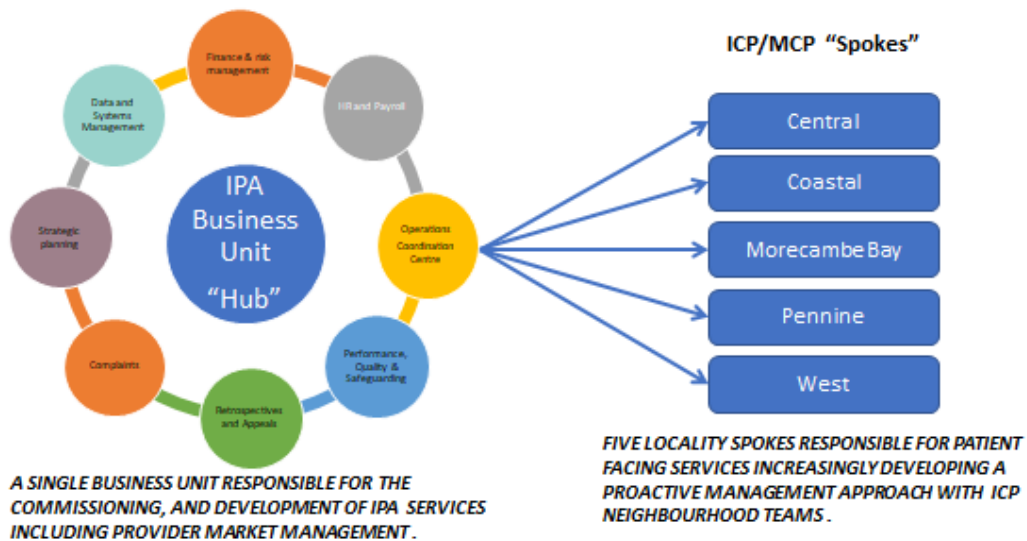 Finance & risk
management
HR and Payroll
Data and
Systems
Management
IPA
Business
Unit
"Hub"
Operations
Coordination
Centre
Strategic
planning
Complaints
Performance,
Quality &
Safeguarding
Retrospectives
and Appeals
A SINGLE BUSINESS UNIT RESPONSIBLE FOR THE
COMMISSIONING, AND DEVELOPMENT OF IPA SERVICES
INCLUDING PROVIDER MARKET MANAGEMENT .
ICP/MCP "Spokes"
Central
Coastal
Morecambe Bay
Pennine
West
FIVE LOCALITY SPOKES RESPONSIBLE FOR PATIENT
FACING SERVICES INCREASINGLY DEVELOPING A
PROACTIVE MANAGEMENT APPROACH WITH ICP
NEIGHBOURHOOD TEAMS .